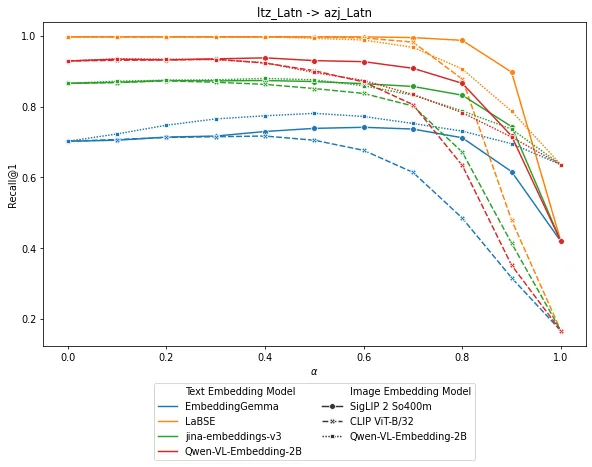 ltz_Latn -> azj_Latn
Recall@1
1.0
0.8
0.6
0.4
0.2
0.0 0.2 0.4 0.6 0.8 1.0
α
Text Embedding Model
EmbeddingGemma
LaBSE
jina-embeddings-v3
Qwen-VL-Embedding-2B
Image Embedding Model
SigLIP 2 So400m
CLIP ViT-B/32
Qwen-VL-Embedding-2B